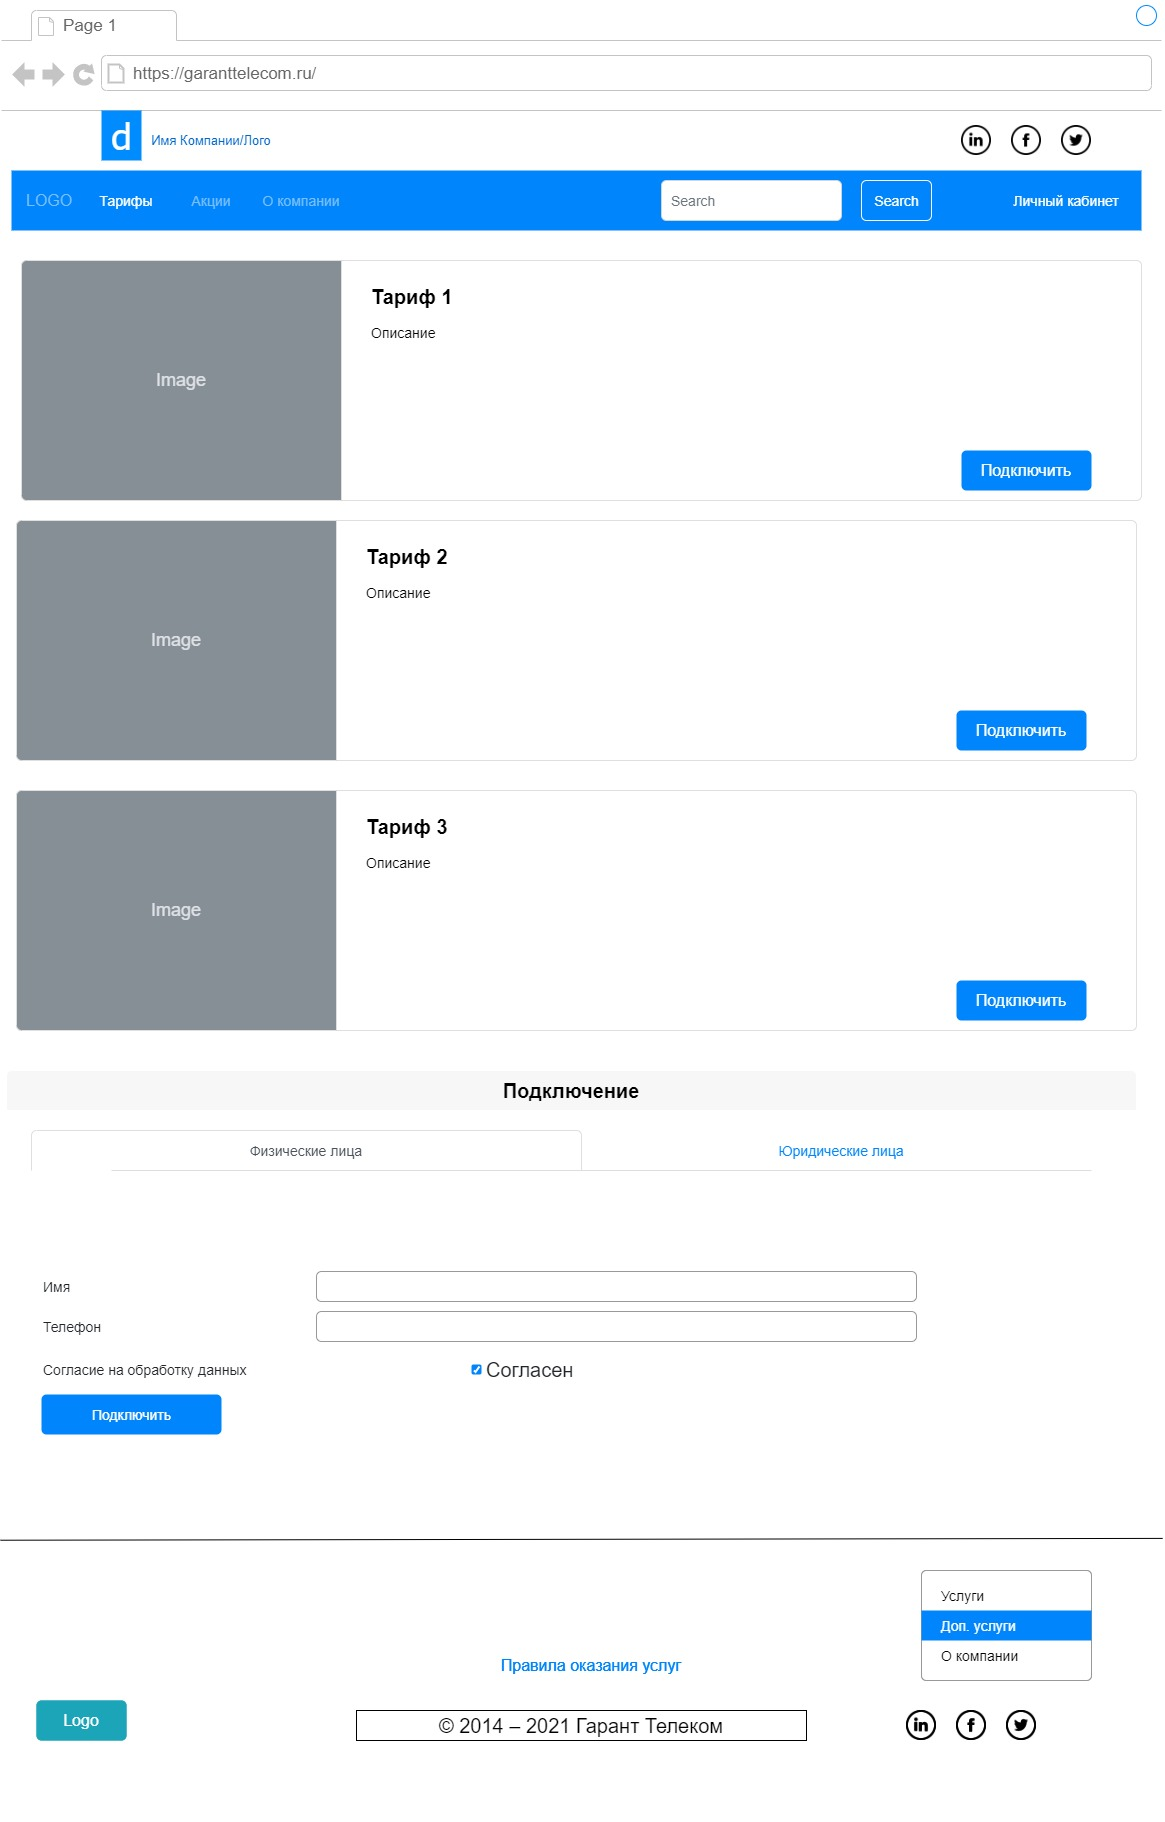 Page 1
https://garanttelecom.ru/
d
Имя Компании/Лого
in f
LOGO Тарифы Акции О компании Search Search Личный кабинет
Image
Тариф 1
Описание
Подключить
Image
Тариф 2
Описание
Подключить
Image
Тариф 3
Описание
Подключить
Подключение
Физические лица Юридические лица
Имя
Телефон
Согласие на обработку данных Согласен
Подключить
Услуги
Доп. услуги
О компании
Правила оказания услуг
Logo
© 2014 – 2021 Гарант Телеком
in f